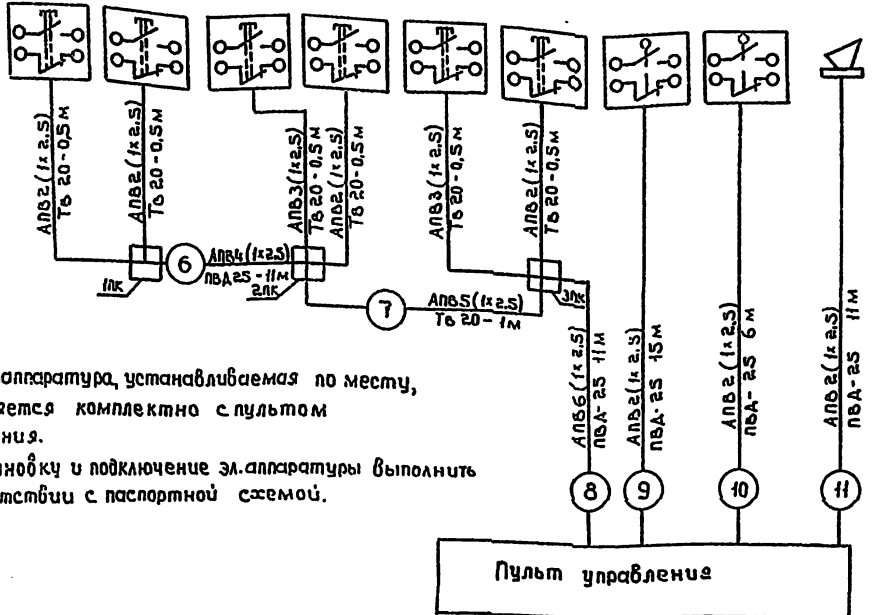 АПВ2 (1х2.5)
Тв 20-0,5м
АПВ2 (1х2.5)
Тв 20-0,5м
АПВ3 (1х2.5)
Тв 20-0,5м
АПВ2 (1х2.5)
Тв 20-0,5м
АПВ3 (1х2.5)
Тв 20-0,5м
АПВ2 (1х2.5)
Тв 20-0,5м
1пк
6
АПВ4 (1х2.5)
ПВД25-11м
2пк
7
АПВ5 (1х2.5)
Тв 20-1м
3пк
АПВ6 (1х2.5)
ПВД-25 11м
АПВ2 (1х2.5)
ПВД-25 15м
АПВ2 (1х2.5)
ПВД-25 6м
АПВ2 (1х2.5)
ПВД-25 11м
аппаратура, устанавливаемая по месту,
ется комплектно с пультом
ния.
новку и подключение эл.аппаратуры выполнить
тствии с паспортной схемой.
8
9
10
11
Пульт управления